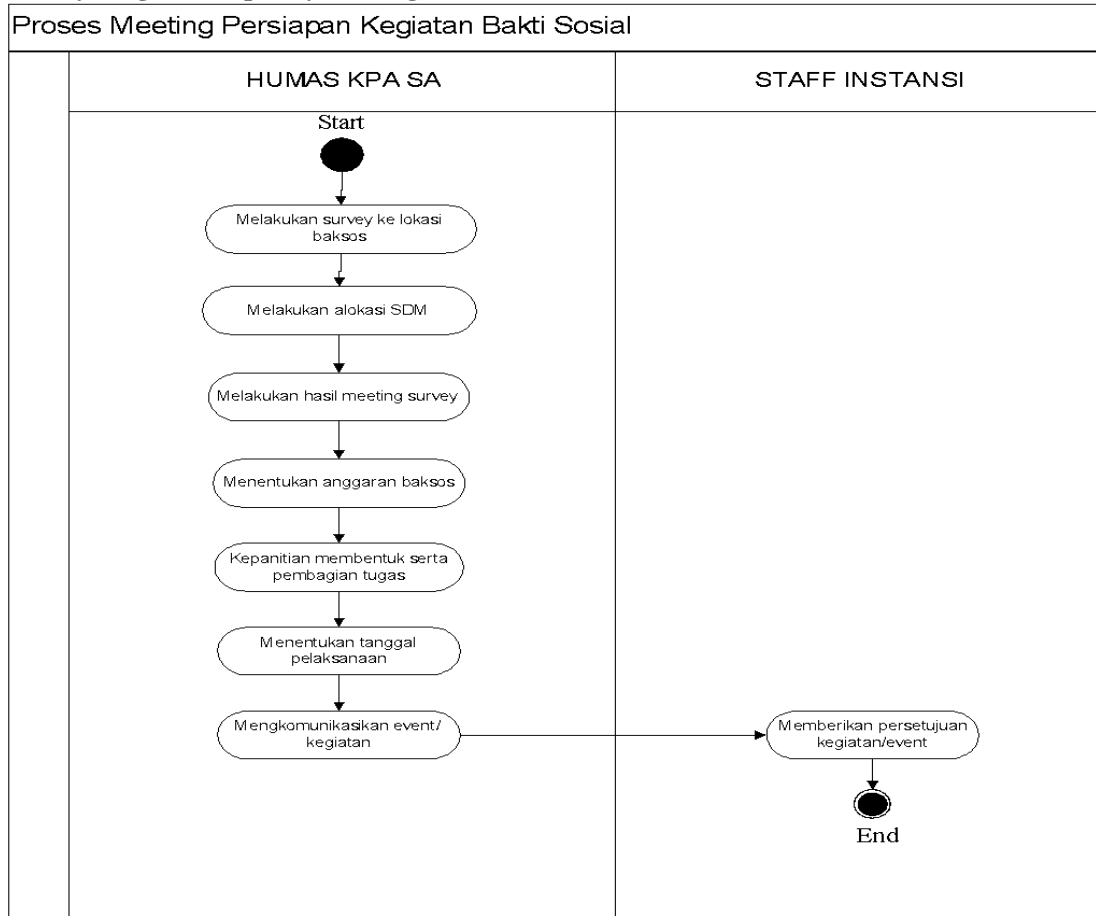 Proses Meeting Persiapan Kegiatan Bakti Sosial
HUMAS KPA SA
STAFF INSTANSI
Start
Melakukan survey ke lokasi
baksos
Melakukan alokasi SDM
Melakukan hasil meeting survey
Menentukan anggaran baksos
Kepanitian membentuk serta
pembagian tugas
Menentukan tanggal
pelaksanaan
Mengkomunikasikan event/
kegiatan
Memberikan persetujuan
kegiatan/event
End